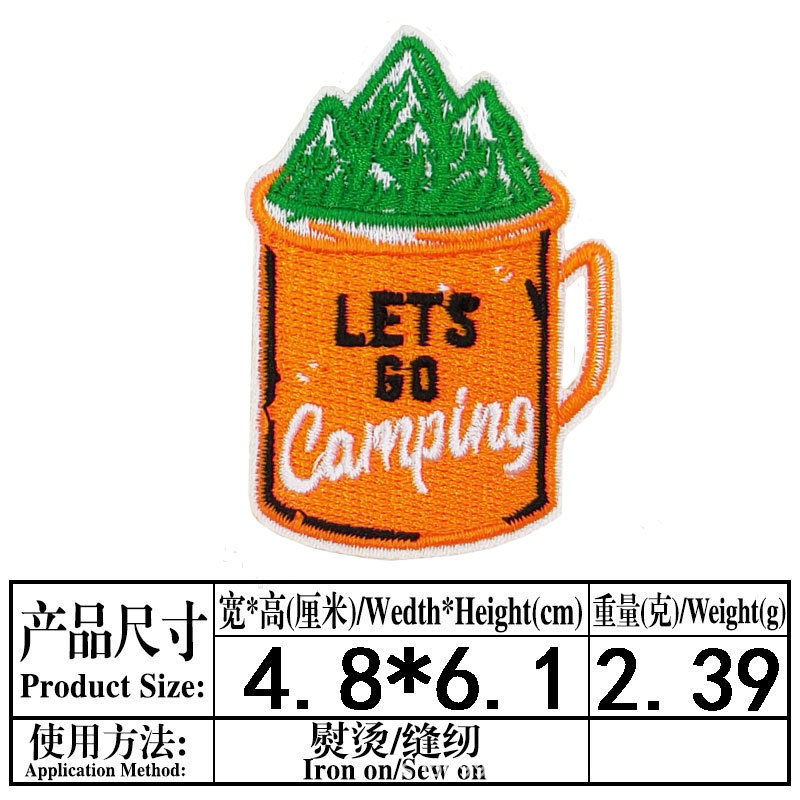 LETS
GO
Camping
产品尺寸
Product Size:
宽*高(厘米)/Wedth*Height(cm)
重量(克)/Weight(g)
4.8*6.1
2.39
使用方法:
Application Method:
熨烫/缝纫
Iron on/Sew on